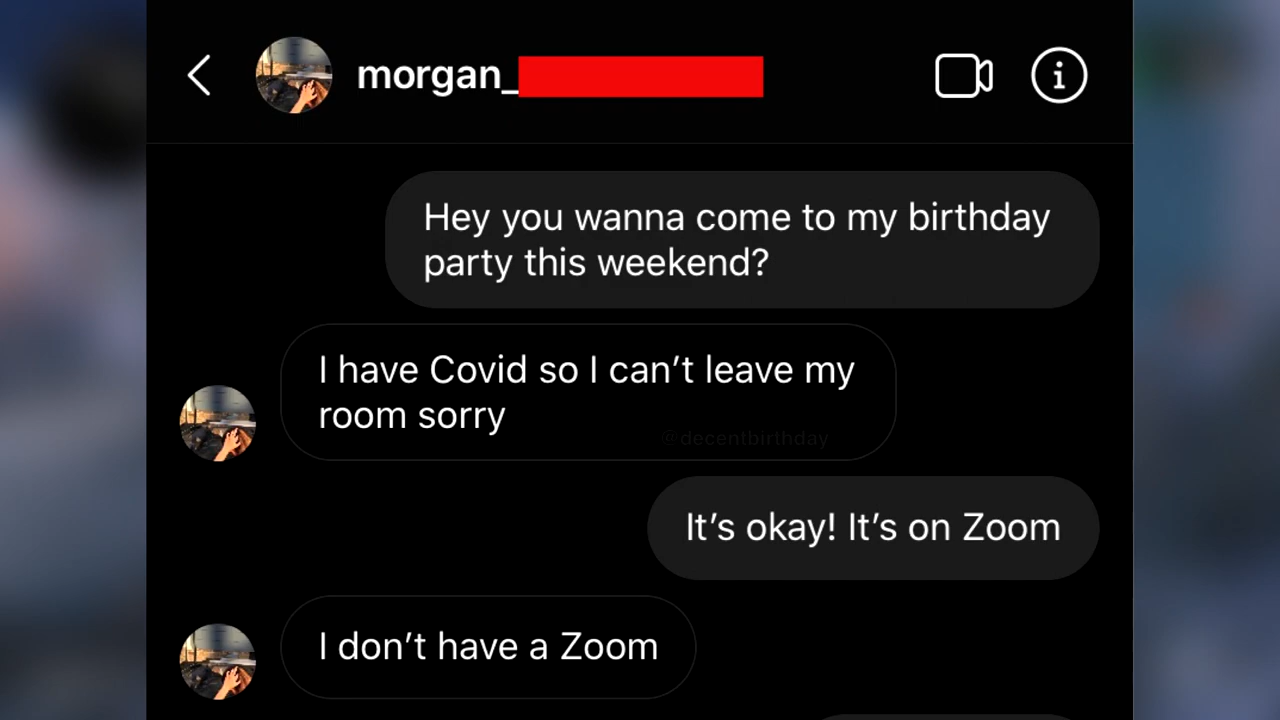 morgan_
Hey you wanna come to my birthday
party this weekend?
I have Covid so I can’t leave my
room sorry
@decentbirthday
It’s okay! It’s on Zoom
I don’t have a Zoom